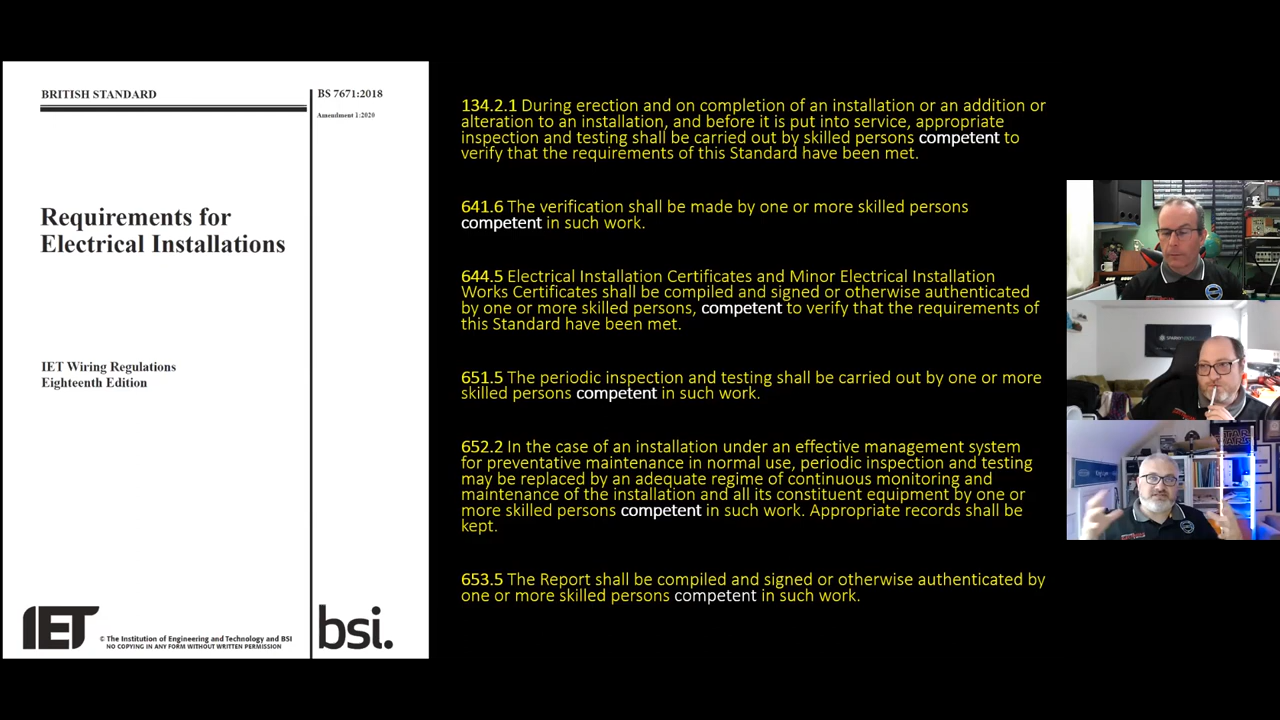 BRITISH STANDARD
BS 7671:2018
Amendment 1:2020
Requirements for
Electrical Installations
IET Wiring Regulations
Eighteenth Edition
IET
© The Institution of Engineering and Technology and BSI
NO COPYING IN ANY FORM WITHOUT WRITTEN PERMISSION
bsi.
134.2.1 During erection and on completion of an installation or an addition or
alteration to an installation, and before it is put into service, appropriate
inspection and testing shall be carried out by skilled persons competent to
verify that the requirements of this Standard have been met.
641.6 The verification shall be made by one or more skilled persons
competent in such work.
644.5 Electrical Installation Certificates and Minor Electrical Installation
Works Certificates shall be compiled and signed or otherwise authenticated
by one or more skilled persons, competent to verify that the requirements of
this Standard have been met.
651.5 The periodic inspection and testing shall be carried out by one or more
skilled persons competent in such work.
652.2 In the case of an installation under an effective management system
for preventative maintenance in normal use, periodic inspection and testing
may be replaced by an adequate regime of continuous monitoring and
maintenance of the installation and all its constituent equipment by one or
more skilled persons competent in such work. Appropriate records shall be
kept.
653.5 The Report shall be compiled and signed or otherwise authenticated by
one or more skilled persons competent in such work.
STAR
WARS